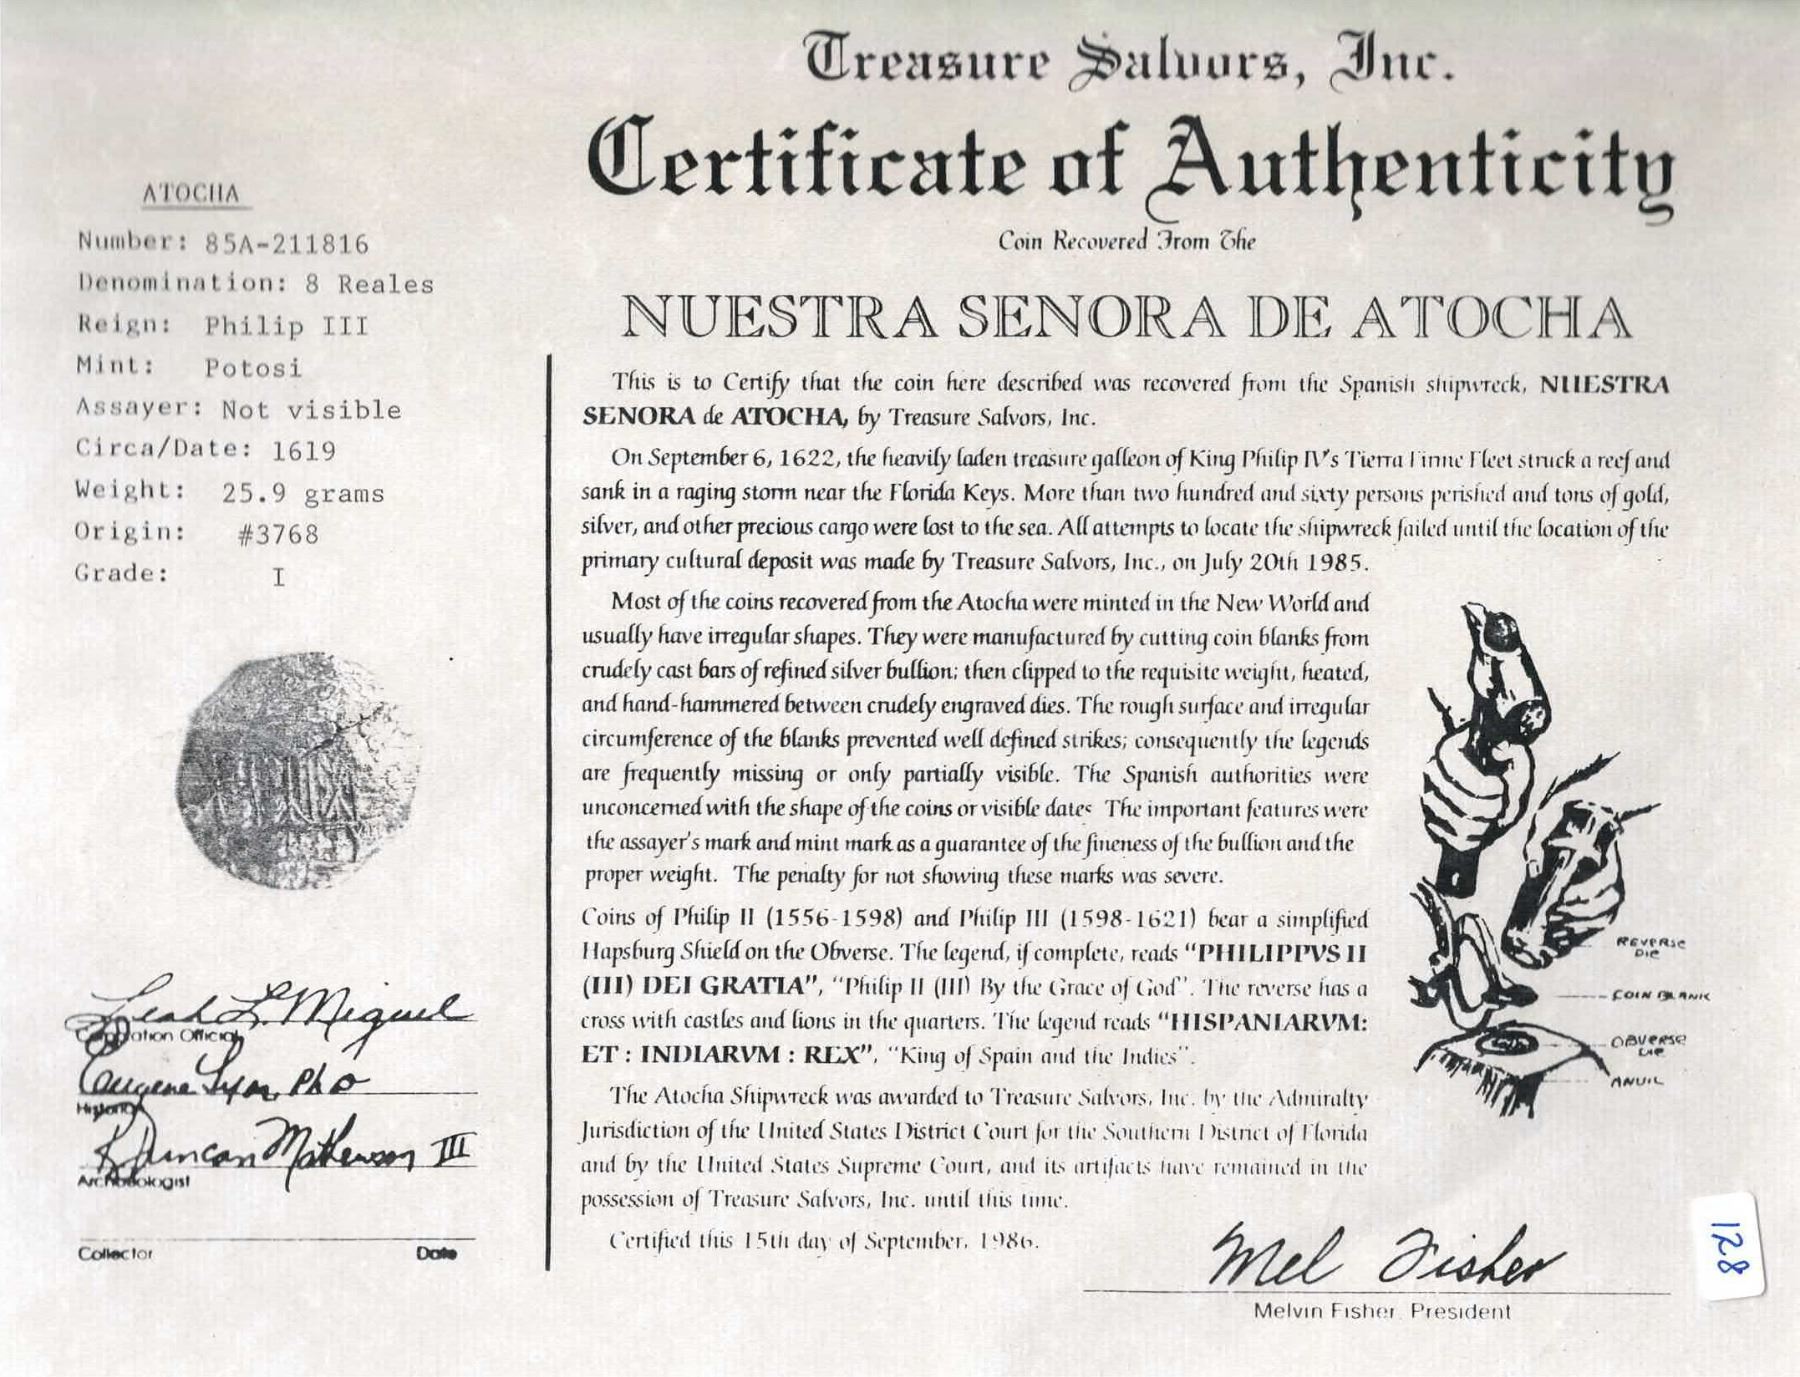 Treasure Salvors, Inc.
Certificate of Authenticity
Coin Recovered From The
NUESTRA SENORA DE ATOCHA
ATOCHA
Number: 85A-211816
Denomination: 8 Reales
Reign: Philip III
Mint: Potosi
Assayer: Not visible
Circa/Date: 1619
Weight: 25.9 grams
Origin: #3768
Grade: I
Leah L. Miguel
Corporation Official
Eugene Lyon, PhD
Historian
R Duncan Mathewson III
Archaeologist
Collector Date
This is to Certify that the coin here described was recovered from the Spanish shipwreck, NUESTRA
SENORA de ATOCHA, by Treasure Salvors, Inc.
On September 6, 1622, the heavily laden treasure galleon of King Philip IV's Tierra Firme Fleet struck a reef and
sank in a raging storm near the Florida Keys. More than two hundred and sixty persons perished and tons of gold,
silver, and other precious cargo were lost to the sea. All attempts to locate the shipwreck failed until the location of the
primary cultural deposit was made by Treasure Salvors, Inc., on July 20th 1985.
Most of the coins recovered from the Atocha were minted in the New World and
usually have irregular shapes. They were manufactured by cutting coin blanks from
crudely cast bars of refined silver bullion; then clipped to the requisite weight, heated,
and hand-hammered between crudely engraved dies. The rough surface and irregular
circumference of the blanks prevented well defined strikes; consequently the legends
are frequently missing or only partially visible. The Spanish authorities were
unconcerned with the shape of the coins or visible dates The important features were
the assayer's mark and mint mark as a guarantee of the fineness of the bullion and the
proper weight. The penalty for not showing these marks was severe.
Coins of Philip II (1556-1598) and Philip III (1598-1621) bear a simplified
Hapsburg Shield on the Obverse. The legend, if complete, reads "PHILIPPVS II
(III) DEI GRATIA", "Philip II (III) By the Grace of God". The reverse has a
cross with castles and lions in the quarters. The legend reads "HISPANIARVM:
ET : INDIARVM : REX", "King of Spain and the Indies".
The Atocha Shipwreck was awarded to Treasure Salvors, Inc. by the Admiralty
Jurisdiction of the United States District Court for the Southern District of Florida
and by the United States Supreme Court, and its artifacts have remained in the
possession of Treasure Salvors, Inc. until this time.
Certified this 15th day of September, 1986.
REVERSE
DIE
COIN BLANK
OBVERSE
DIE
ANVIL
Mel Fisher
Melvin Fisher, President
128